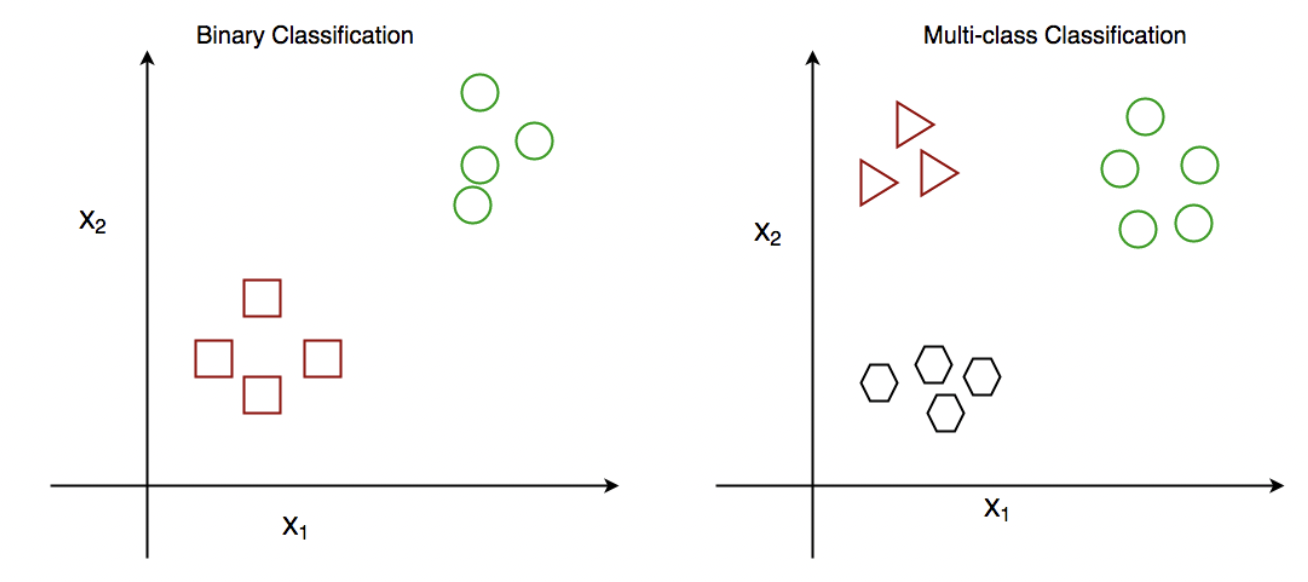 Binary Classification
X₂
X₁
Multi-class Classification
X₂
X₁